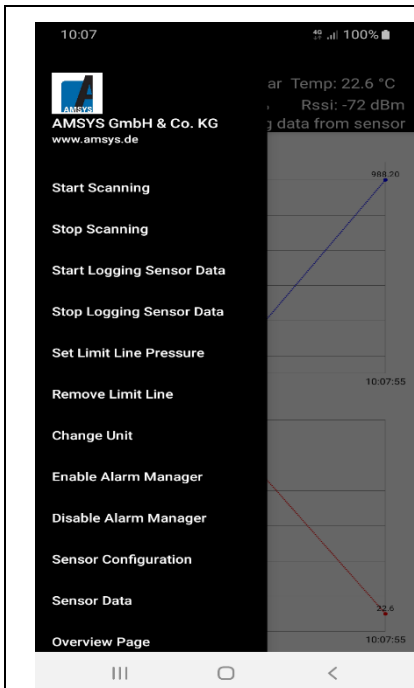 10:07
4G 100%
AMSYS
AMSYS GmbH & Co. KG
www.amsys.de
ar Temp: 22.6 °C
Rssi: -72 dBm
data from sensor
Start Scanning
Stop Scanning
Start Logging Sensor Data
Stop Logging Sensor Data
Set Limit Line Pressure
Remove Limit Line
Change Unit
Enable Alarm Manager
Disable Alarm Manager
Sensor Configuration
Sensor Data
Overview Page
988.20
10:07:55
22.6
10:07:55